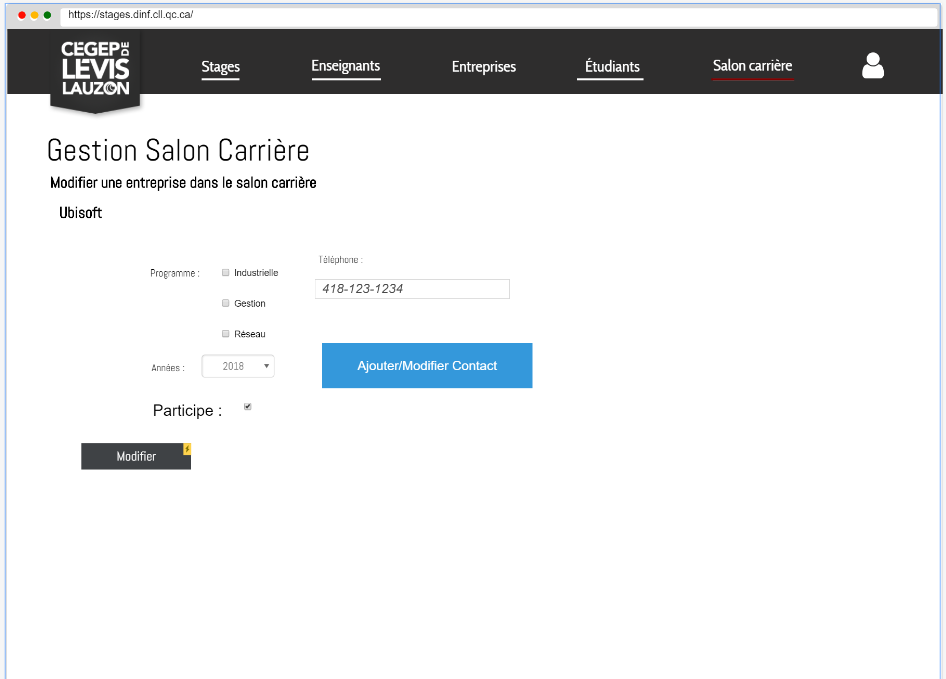 https://stages.dinf.cll.qc.ca/
CEGEP DE
LEVIS
LAUZON
Stages
Enseignants
Entreprises
Étudiants
Salon carrière
Gestion Salon Carrière
Modifier une entreprise dans le salon carrière
Ubisoft
Programme :
Industrielle
Gestion
Réseau
Téléphone :
418-123-1234
Années :
2018
Ajouter/Modifier Contact
Participe :
Modifier